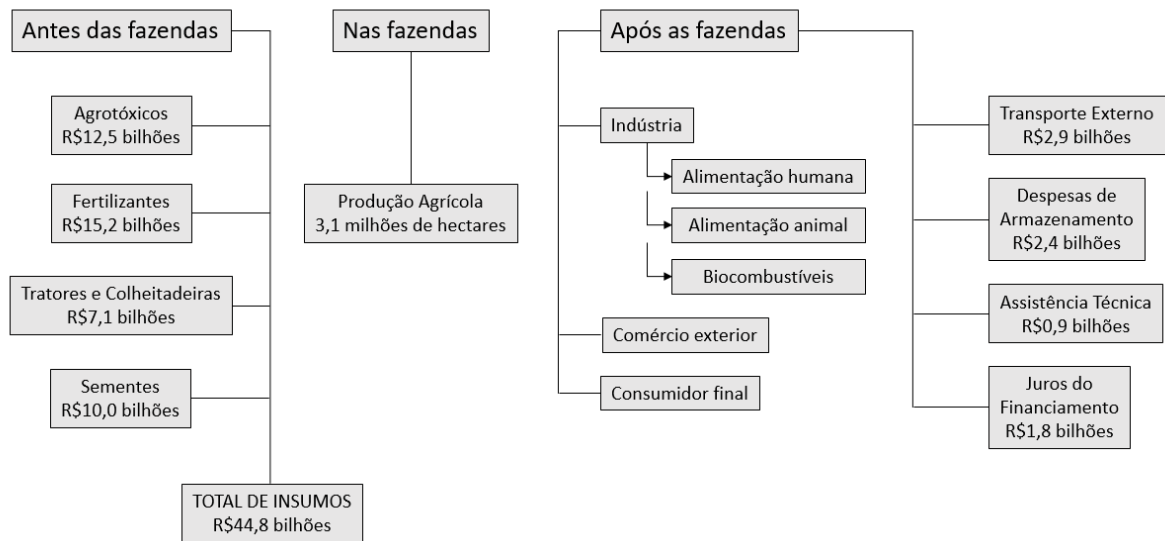 Antes das fazendas
Agrotóxicos
R$12,5 bilhões
Fertilizantes
R$15,2 bilhões
Tratores e Colheitadeiras
R$7,1 bilhões
Sementes
R$10,0 bilhões
TOTAL DE INSUMOS
R$44,8 bilhões
Nas fazendas
Produção Agrícola
3,1 milhões de hectares
Após as fazendas
Indústria
Alimentação humana
Alimentação animal
Biocombustíveis
Comércio exterior
Consumidor final
Transporte Externo
R$2,9 bilhões
Despesas de
Armazenamento
R$2,4 bilhões
Assistência Técnica
R$0,9 bilhões
Juros do
Financiamento
R$1,8 bilhões